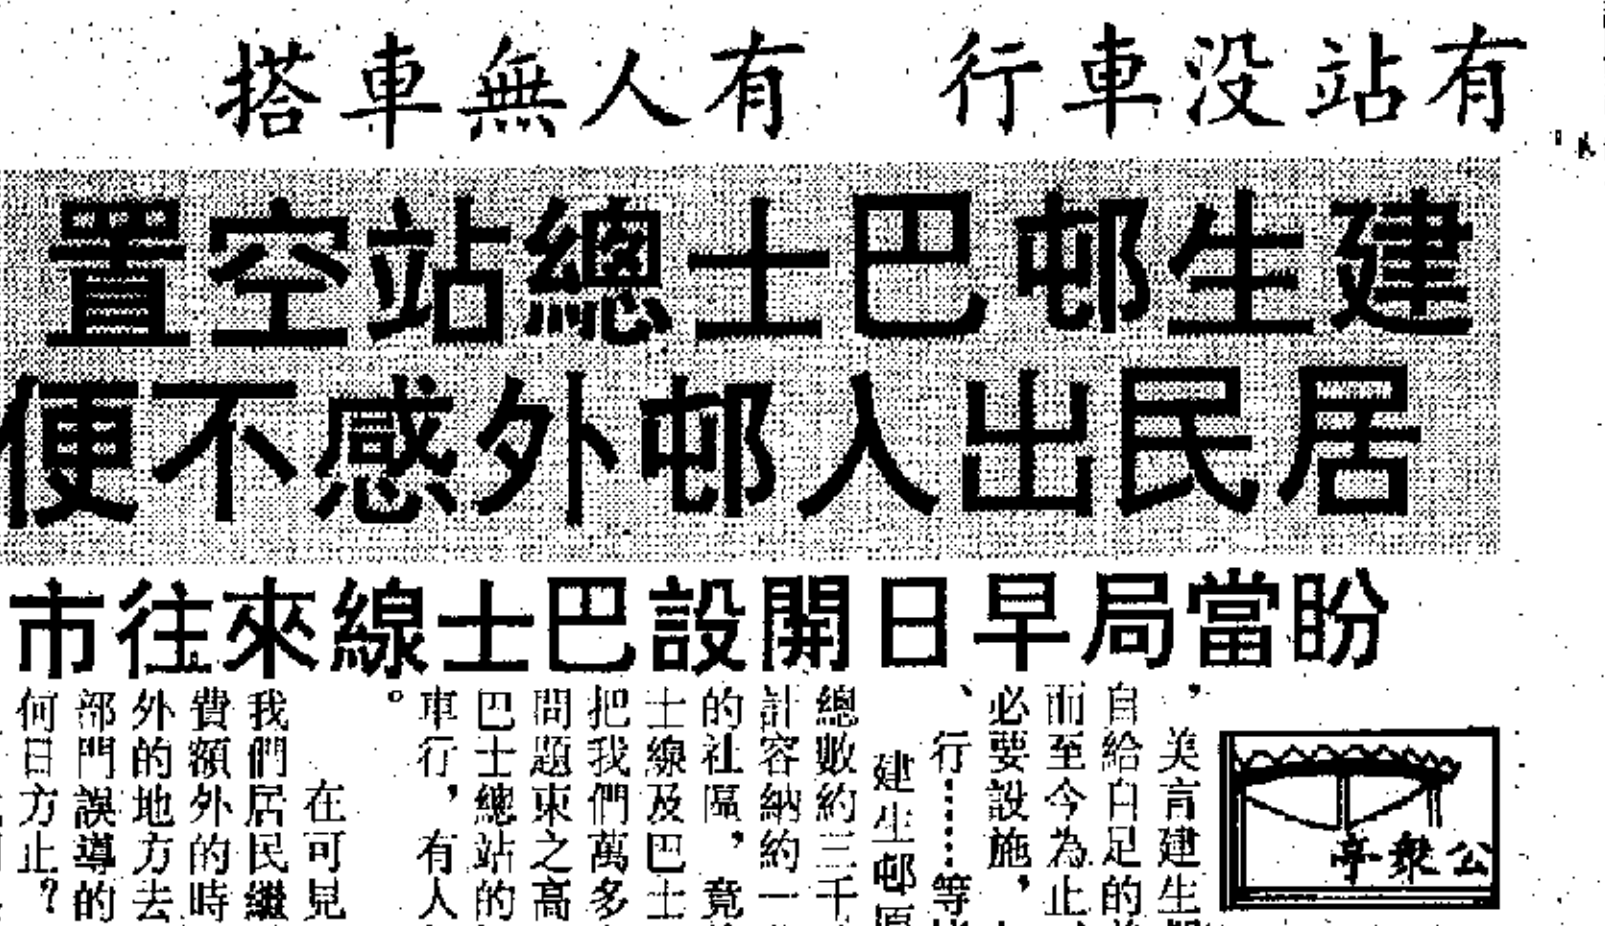 有站沒車行　有人無車搭
建生邨巴士總站空置
居民出入邨外感不便
盼當局早日開設巴士線來往市
公衆亭
，美言建生
自給自足的
而至今為止
必要設施，
、行……等
建生邨
總數約三千
計容納約一
的社區，竟
士線及巴士
把我們萬多
問題束之高
巴士總站的
車行，有人
。
在可見
我們居民繼
費額外的時
外的地方去
部門誤導的
何日方止？